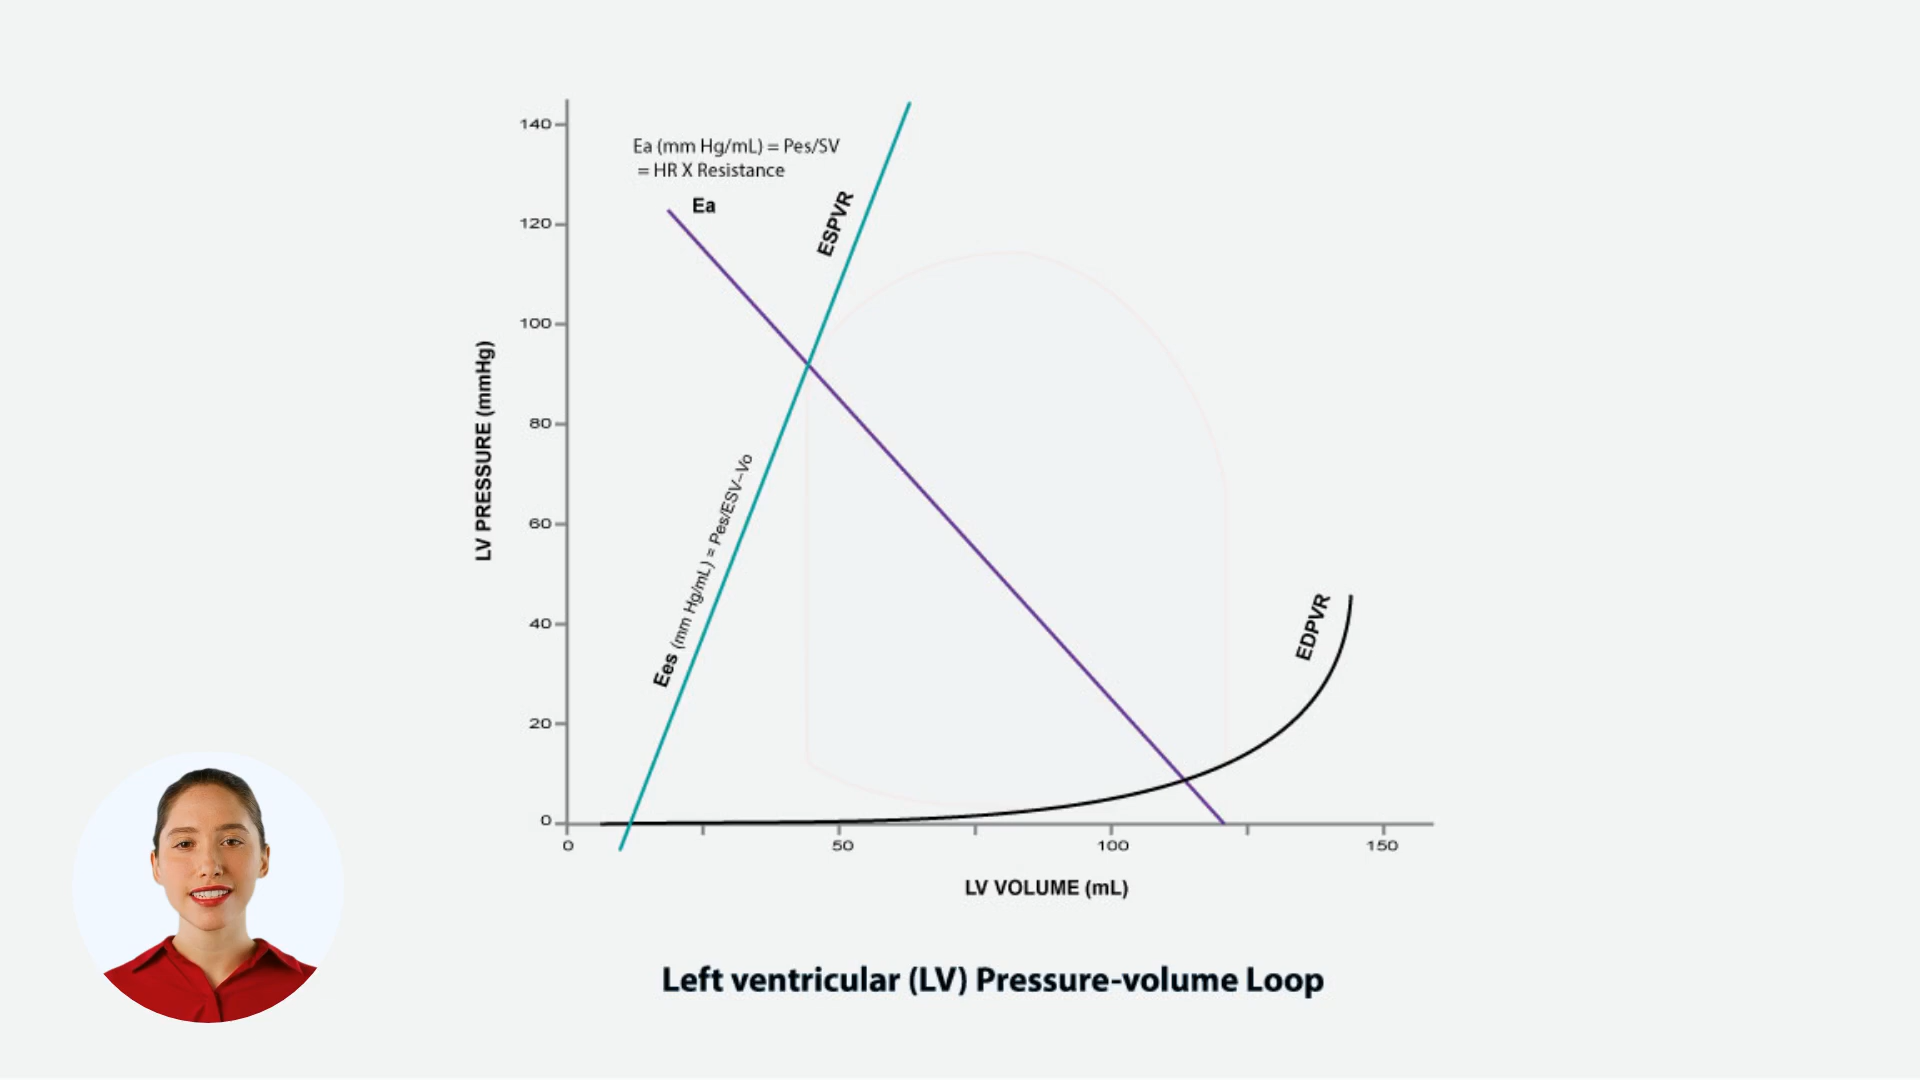 140
Ea (mm Hg/mL) = Pes/SV
= HR X Resistance
Ea
ESPVR
120
100
80
60
40
20
0
LV PRESSURE (mmHg)
Ees (mm Hg/mL) = Pes/ESV–Vo
EDPVR
0
50
100
150
LV VOLUME (mL)
Left ventricular (LV) Pressure-volume Loop